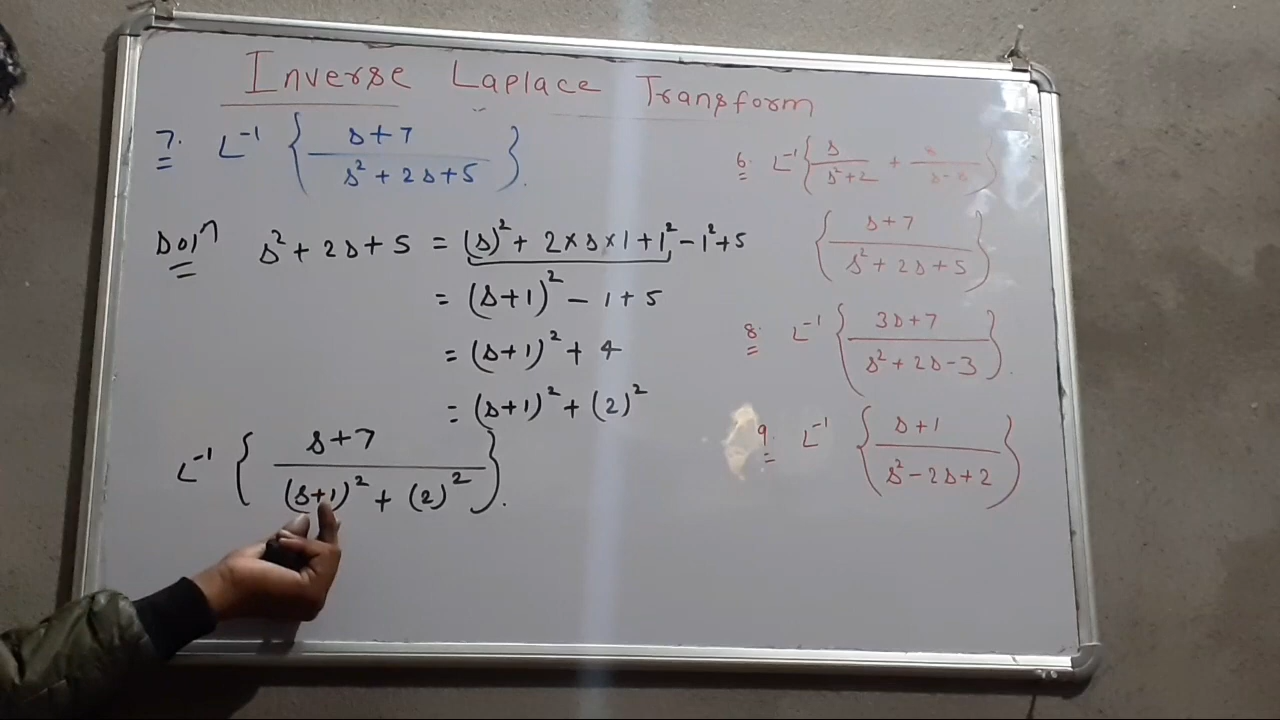 Inverse Laplace Transform
7. L⁻¹ { (s+7)/(s²+2s+5) }.
Solⁿ s²+2s+5 = (s)²+ 2×s×1+1²-1²+5
= (s+1)² - 1+5
= (s+1)² + 4
= (s+1)² + (2)²
L⁻¹ { (s+7)/((s+1)² + (2)²) }.
6. L⁻¹ { s/(s²+2) +
{ (s+7)/(s²+2s+5) }
8. L⁻¹ { (3s+7)/(s²+2s-3) }.
9. L⁻¹ { (s+1)/(s²-2s+2) }